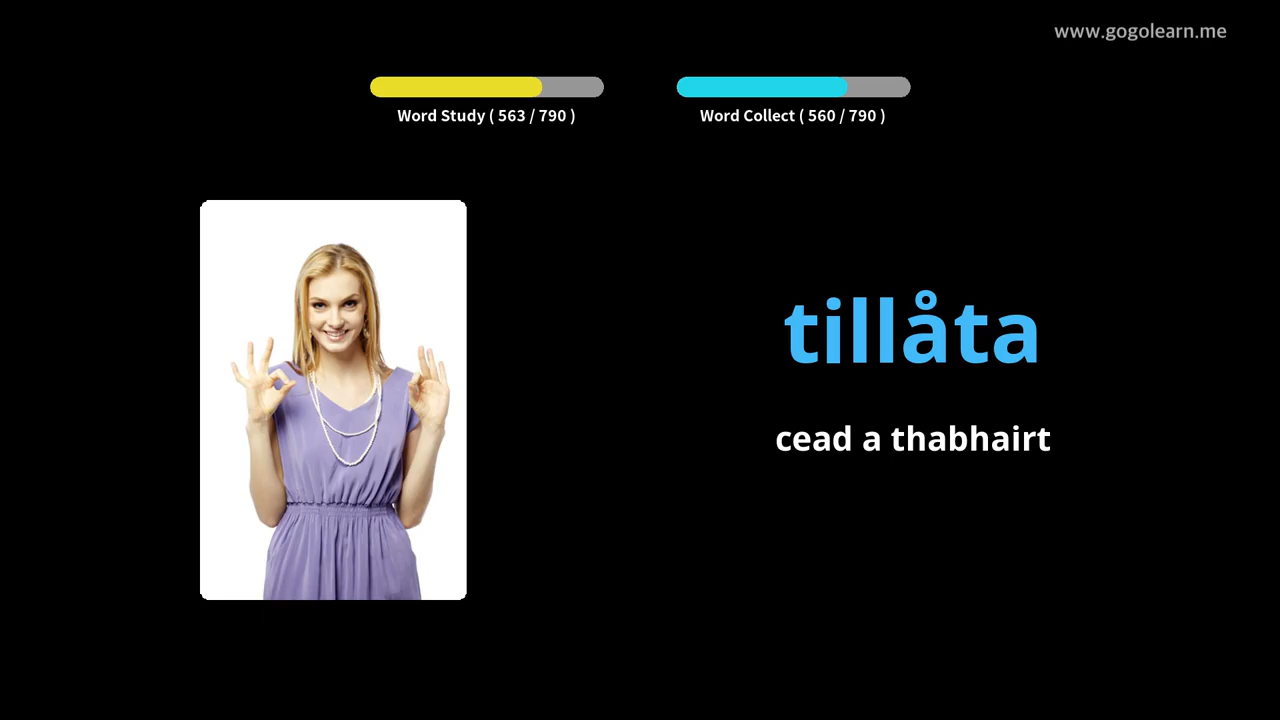 www.gogolearn.me
Word Study ( 563 / 790 )
Word Collect ( 560 / 790 )
tillåta
cead a thabhairt